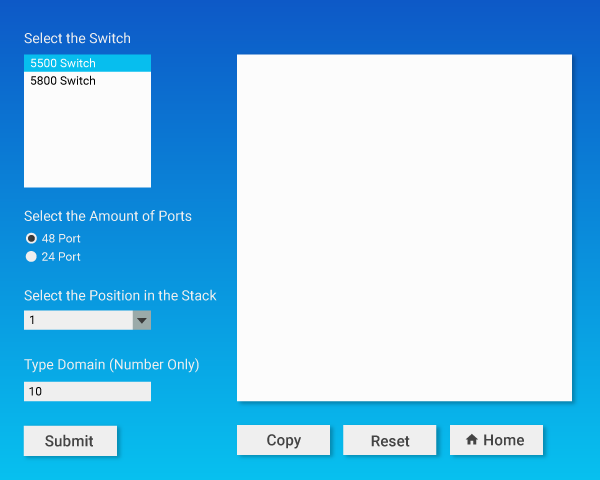 Select the Switch
5500 Switch
5800 Switch
Select the Amount of Ports
48 Port
24 Port
Select the Position in the Stack
1
Type Domain (Number Only)
10
Submit
Copy
Reset
Home